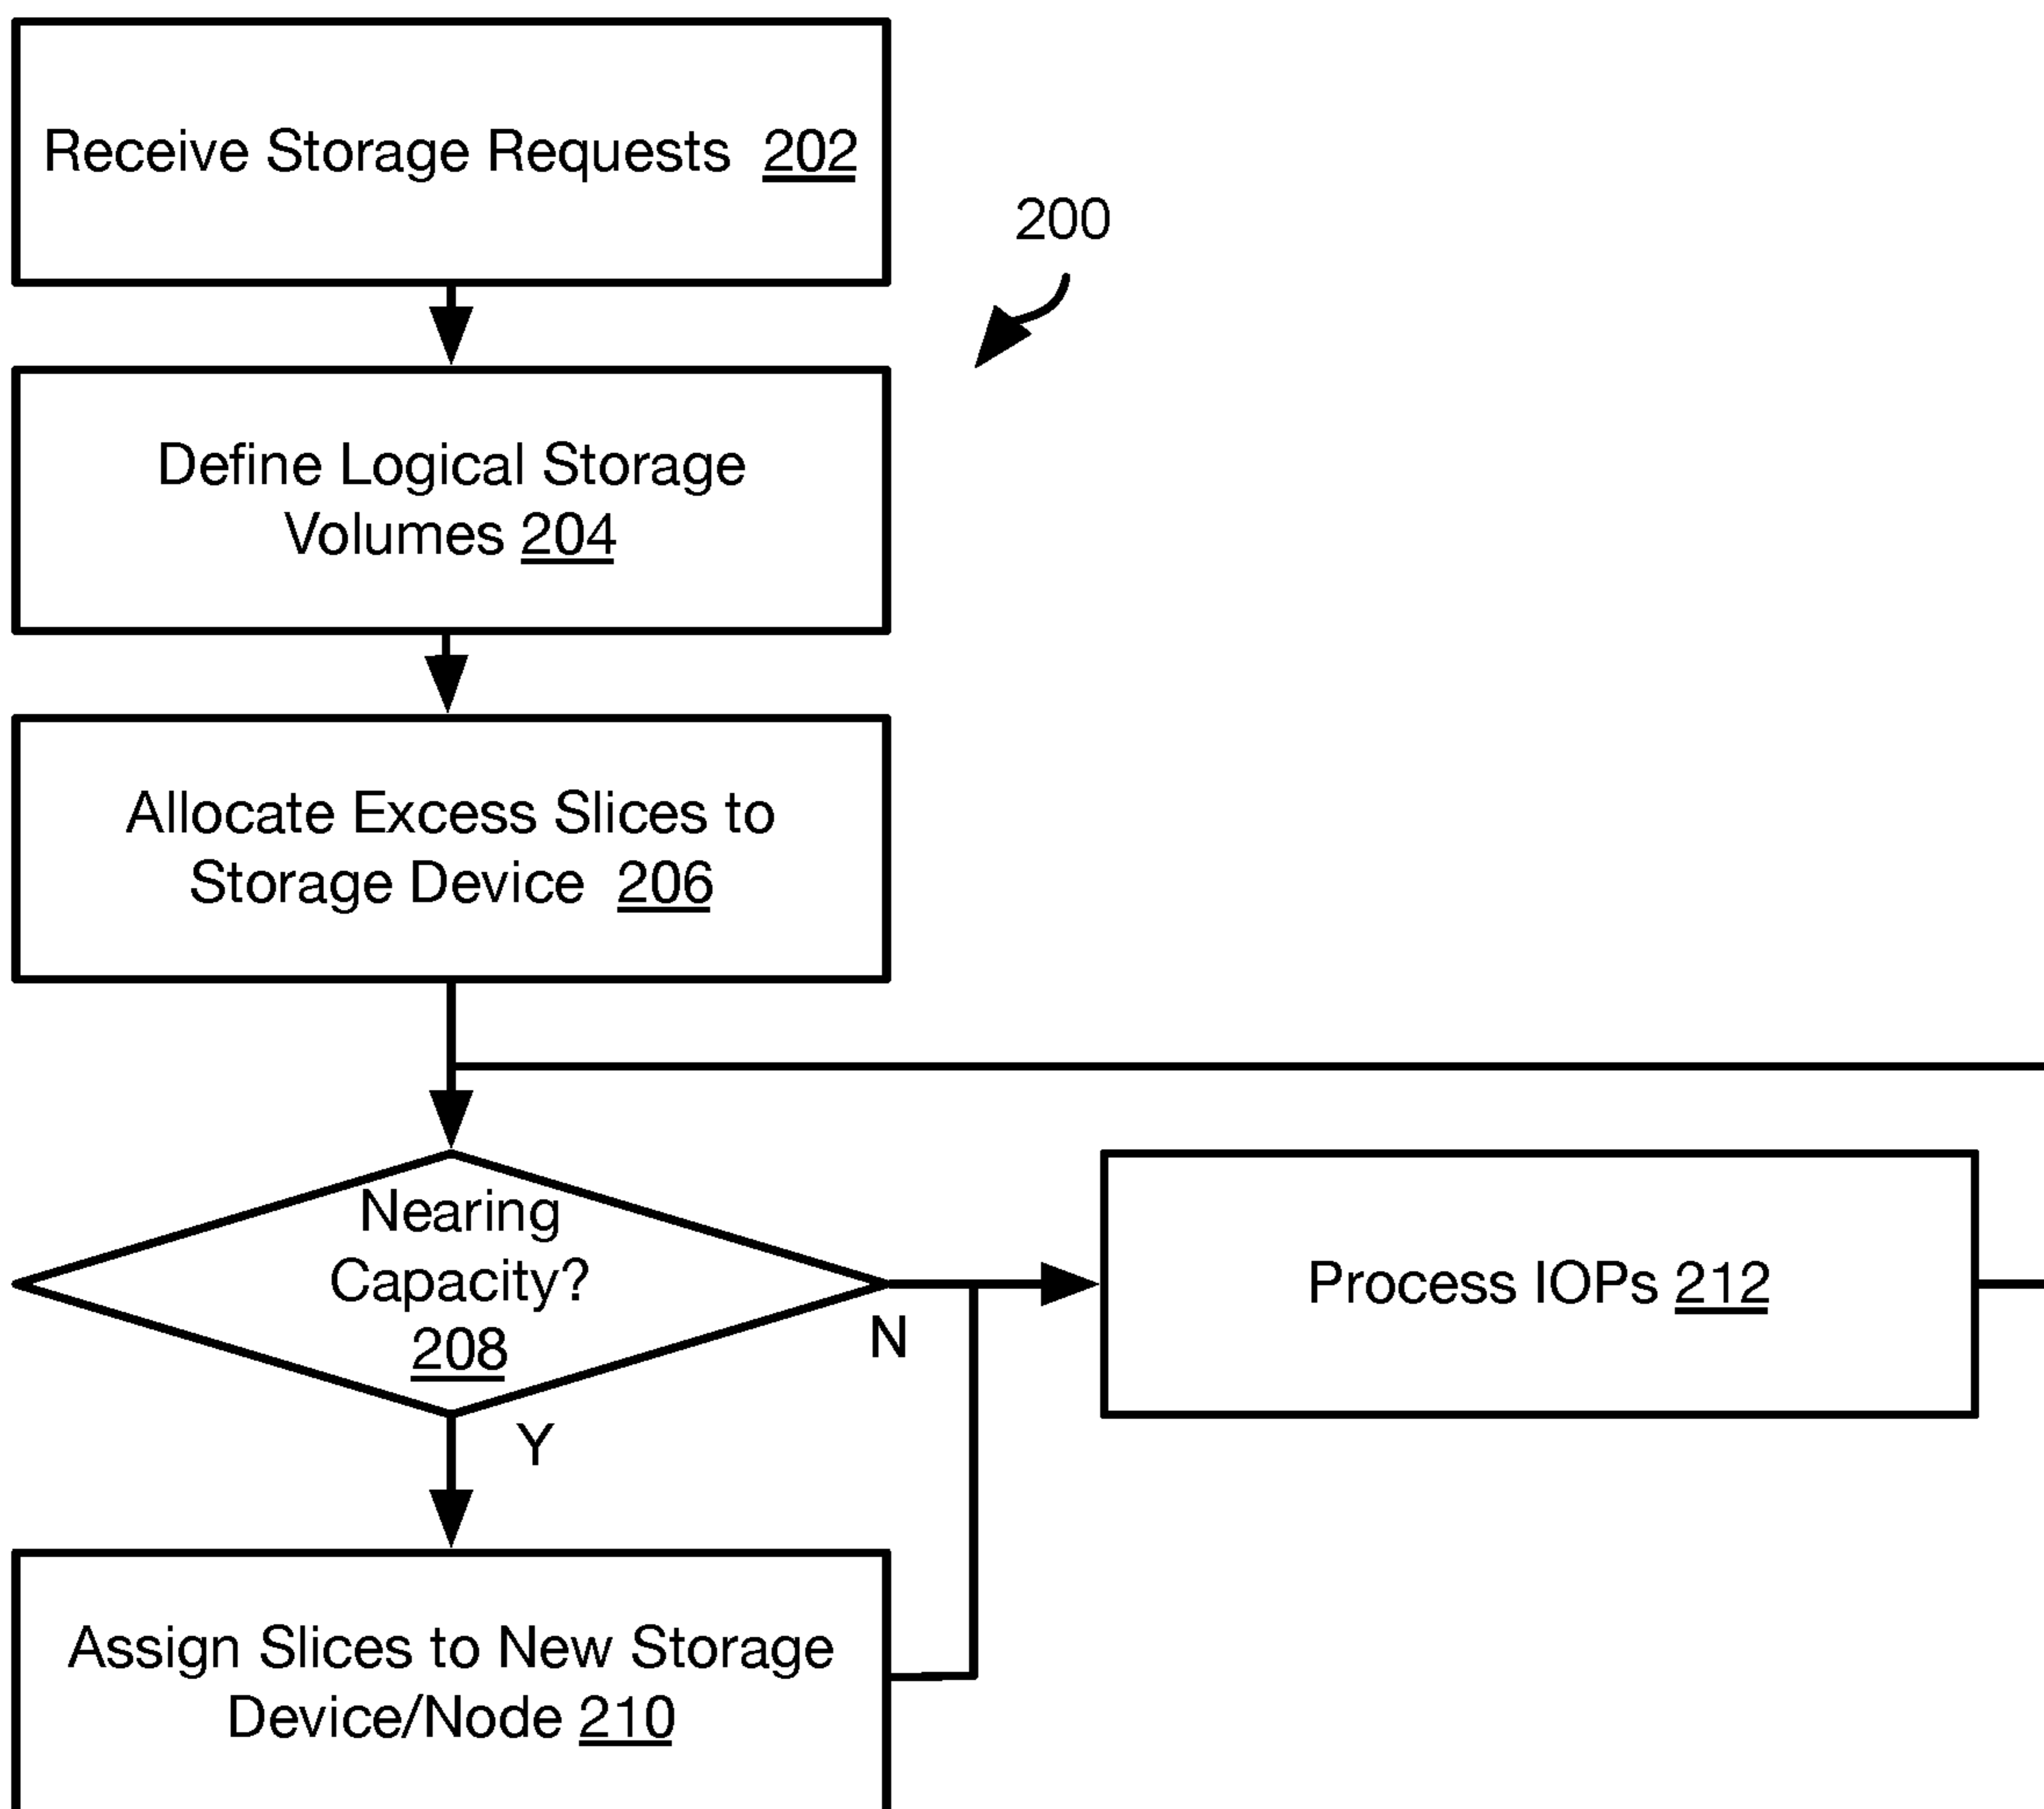 Receive Storage Requests 202
200
Define Logical Storage
Volumes 204
Allocate Excess Slices to
Storage Device 206
Nearing
Capacity?
208
N
Process IOPs 212
Y
Assign Slices to New Storage
Device/Node 210